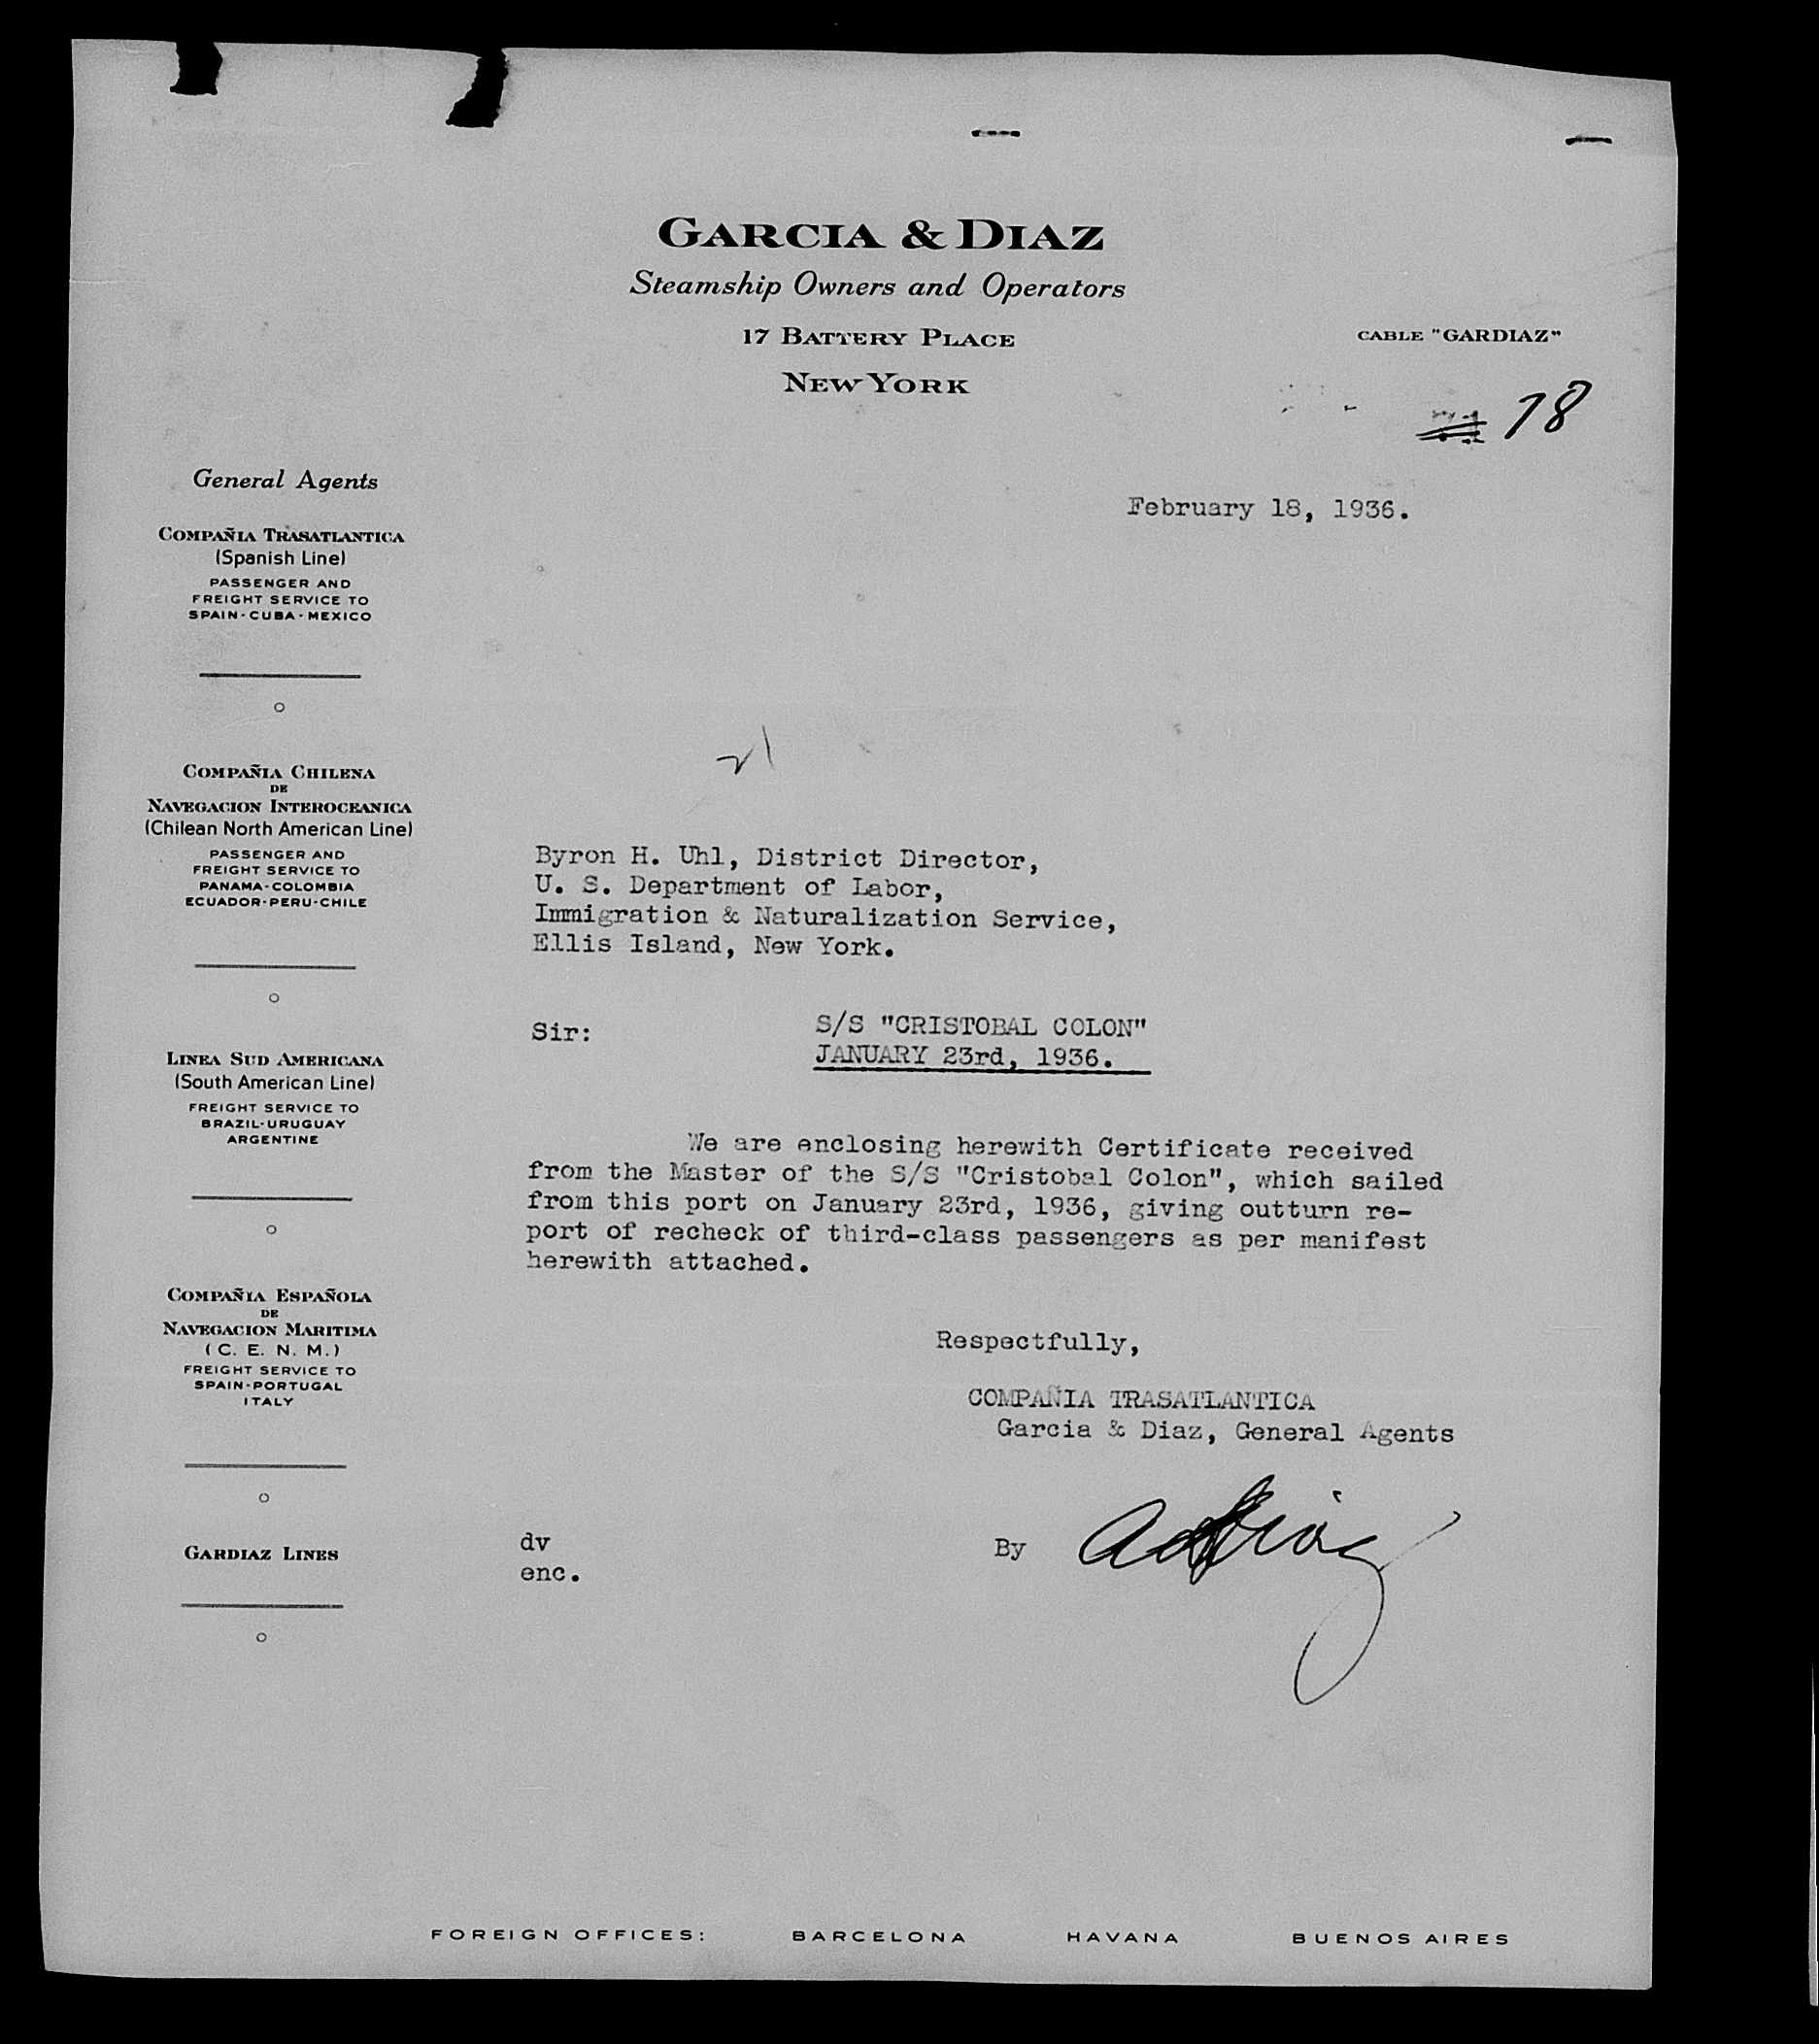 GARCIA & DIAZ
Steamship Owners and Operators
17 BATTERY PLACE
NEW YORK
CABLE "GARDIAZ"
78
February 18, 1936.
General Agents
COMPAÑIA TRASATLANTICA
(Spanish Line)
PASSENGER AND
FREIGHT SERVICE TO
SPAIN-CUBA-MEXICO
COMPAÑIA CHILENA
DE
NAVEGACION INTEROCEANICA
(Chilean North American Line)
PASSENGER AND
FREIGHT SERVICE TO
PANAMA-COLOMBIA
ECUADOR-PERU-CHILE
LINEA SUD AMERICANA
(South American Line)
FREIGHT SERVICE TO
BRAZIL-URUGUAY
ARGENTINE
COMPAÑIA ESPAÑOLA
DE
NAVEGACION MARITIMA
(C. E. N. M.)
FREIGHT SERVICE TO
SPAIN-PORTUGAL
ITALY
GARDIAZ LINES
Byron H. Uhl, District Director,
U. S. Department of Labor,
Immigration & Naturalization Service,
Ellis Island, New York.
Sir:
S/S "CRISTOBAL COLON"
JANUARY 23rd, 1936.
We are enclosing herewith Certificate received
from the Master of the S/S "Cristobal Colon", which sailed
from this port on January 23rd, 1936, giving outturn re-
port of recheck of third-class passengers as per manifest
herewith attached.
Respectfully,
COMPAÑIA TRASATLANTICA
Garcia & Diaz, General Agents
By
dv
enc.
FOREIGN OFFICES: BARCELONA HAVANA BUENOS AIRES